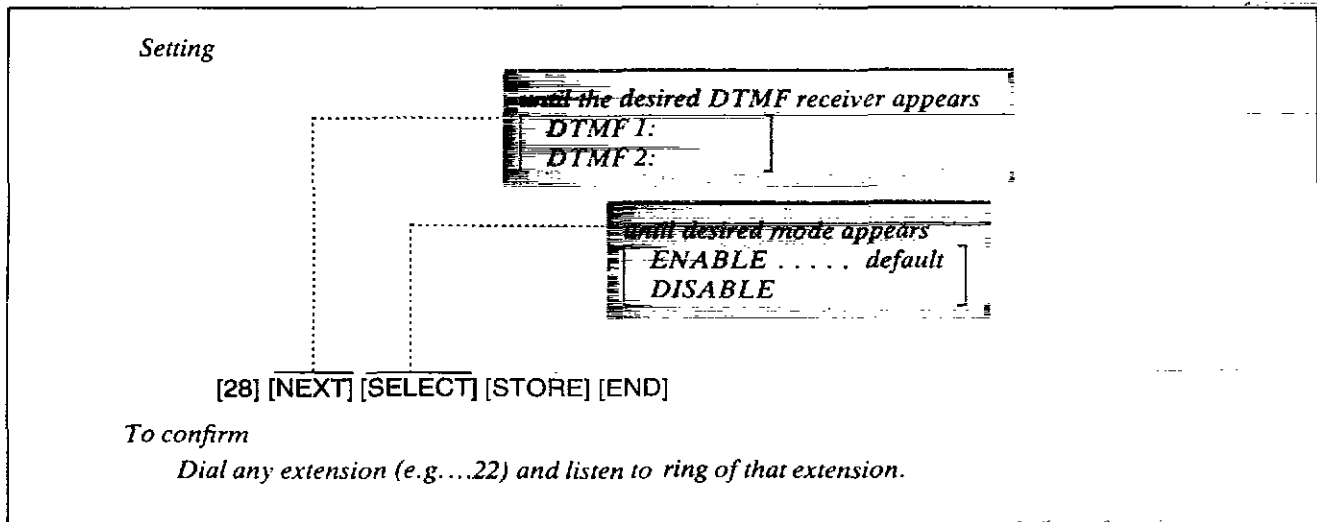 Setting
until the desired DTMF receiver appears
DTMF 1:
DTMF 2:
until desired mode appears
ENABLE ..... default
DISABLE
[28] [NEXT] [SELECT] [STORE] [END]
To confirm
Dial any extension (e.g....22) and listen to ring of that extension.